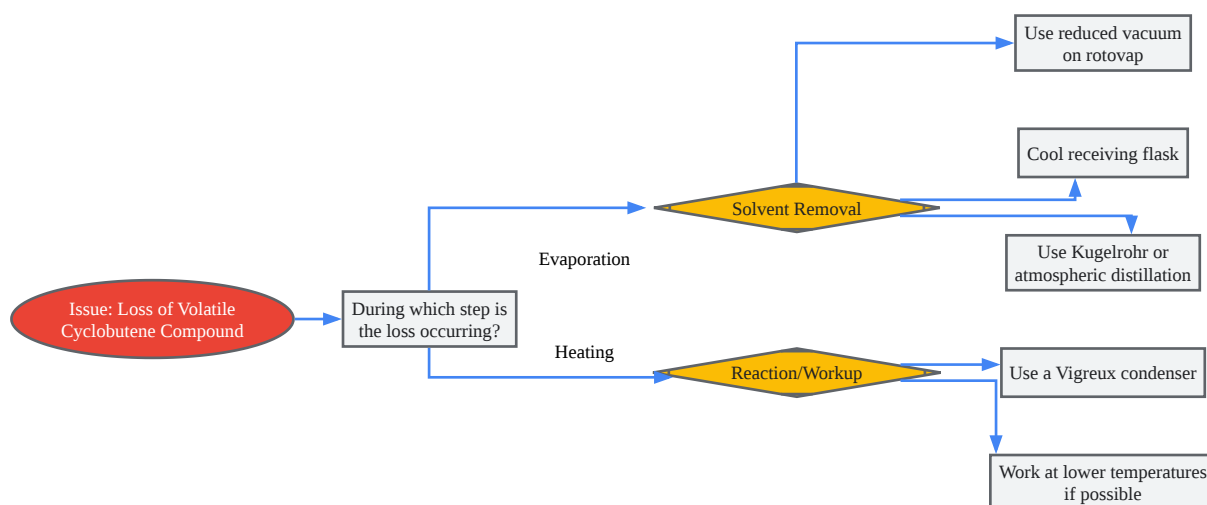 Issue: Loss of Volatile
Cyclobutene Compound
During which step is
the loss occurring?
Evaporation
Heating
Solvent Removal
Reaction/Workup
Use reduced vacuum
on rotovap
Cool receiving flask
Use Kugelrohr or
atmospheric distillation
Use a Vigreux condenser
Work at lower temperatures
if possible